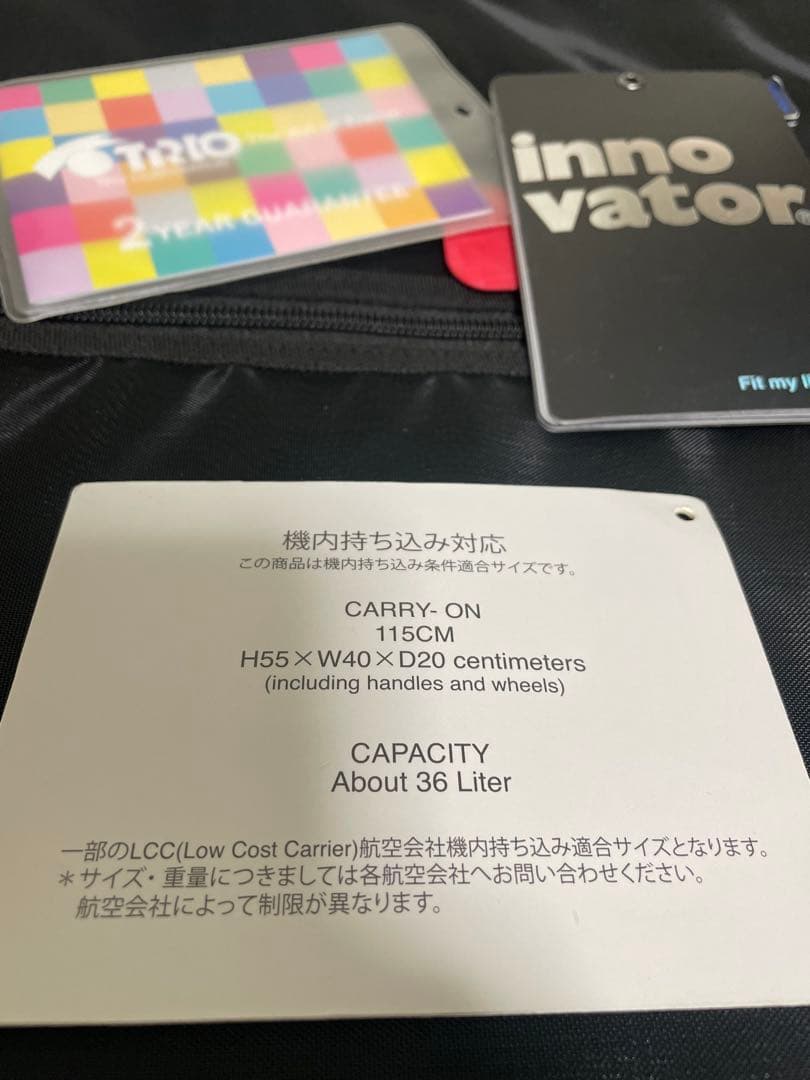 TRIO
2 YEAR GUARANTEE
inno
vator.
Fit my
機内持ち込み対応
この商品は機内持ち込み条件適合サイズです。
CARRY- ON
115CM
H55×W40×D20 centimeters
(including handles and wheels)
CAPACITY
About 36 Liter
一部のLCC(Low Cost Carrier)航空会社機内持ち込み適合サイズとなります。
＊サイズ・重量につきましては各航空会社へお問い合わせください。
航空会社によって制限が異なります。